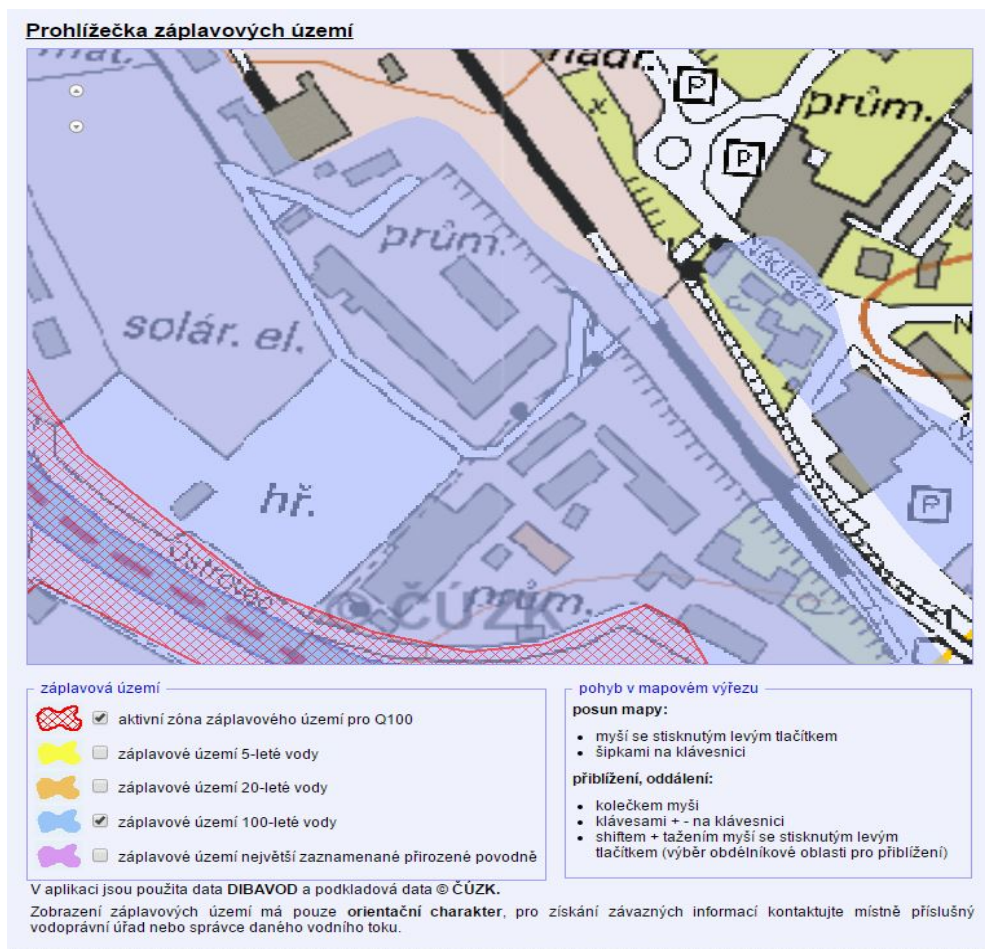 Prohlížečka záplavových území
mat.
nádr.
P
prům.
P
prům.
Nádražní
solár. el.
N
hř.
P
Ostrovec
© ČÚZK
prům.
záplavová území
aktivní zóna záplavového území pro Q100
záplavové území 5-leté vody
záplavové území 20-leté vody
záplavové území 100-leté vody
záplavové území největší zaznamenané přirozené povodně
pohyb v mapovém výřezu
posun mapy:
• myší se stisknutým levým tlačítkem
• šipkami na klávesnici
přiblížení, oddálení:
• kolečkem myši
• klávesami + - na klávesnici
• shiftem + tažením myší se stisknutým levým
tlačítkem (výběr obdélníkové oblasti pro přiblížení)
V aplikaci jsou použita data DIBAVOD a podkladová data © ČÚZK.
Zobrazení záplavových území má pouze orientační charakter, pro získání závazných informací kontaktujte místně příslušný
vodoprávní úřad nebo správce daného vodního toku.